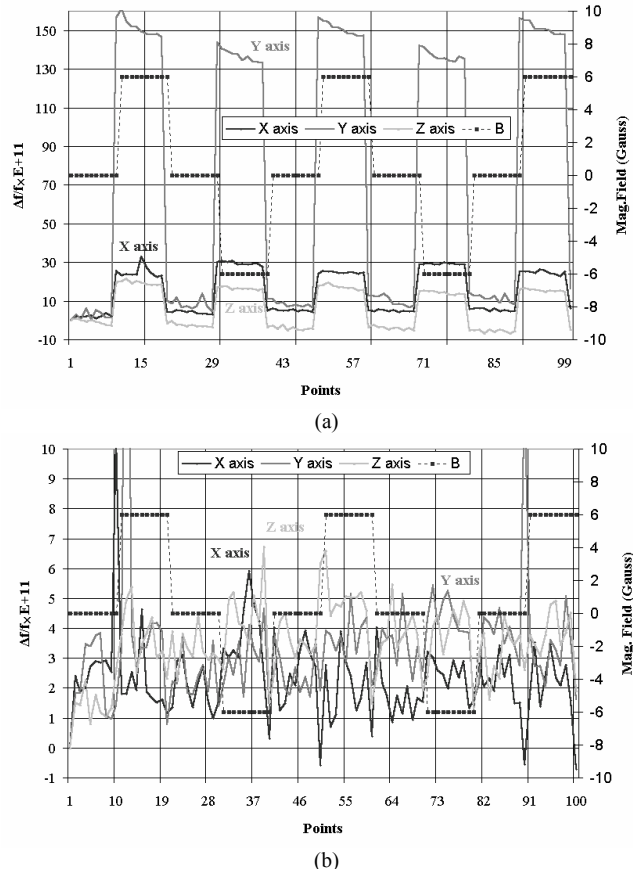 150
130
110
90
75
50
30
10
-10
10
8
6
4
2
0
-2
-4
-6
-8
-10
Δf/f×E+11
Mag.Field (Gauss)
Y axis
X axis Y axis Z axis B
X axis
Z axis
1 15 29 43 57 71 85 99
Points
(a)
10
9
8
7
6
5
4
3
2
1
0
-1
10
8
6
4
2
0
-2
-4
-6
-8
-10
Δf/f×E+11
Mag, Field (Gauss)
X axis Y axis Z axis B
Z axis
X axis
Y axis
1 10 19 28 37 46 55 64 73 82 91 100
Points
(b)